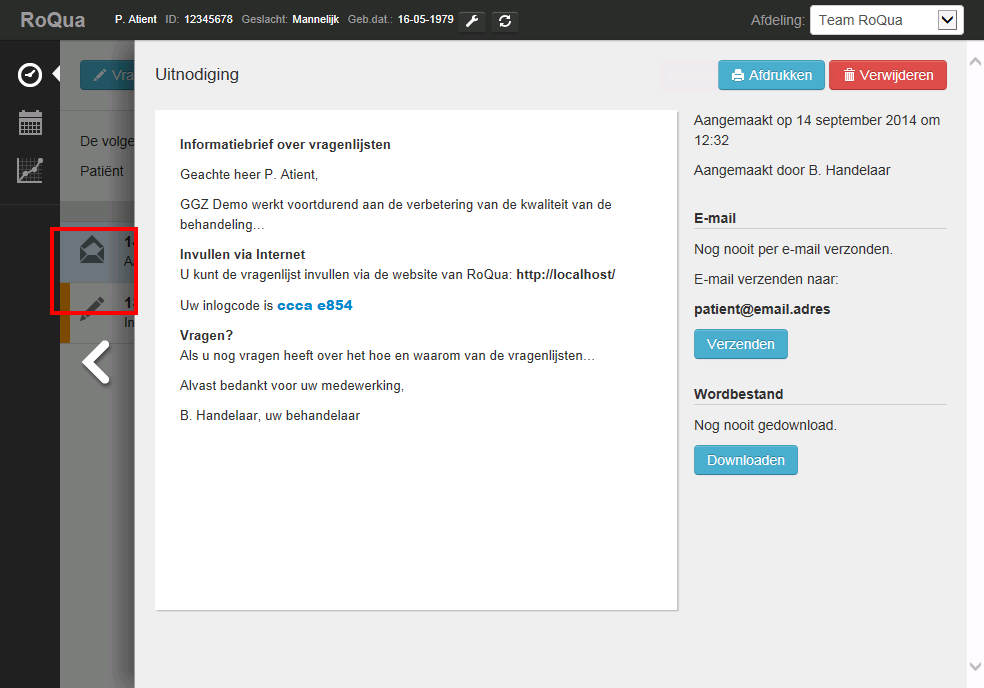 RoQua P. Atient ID: 12345678 Geslacht: Mannelijk Geb.dat.: 16-05-1979 Afdeling: Team RoQua
Vra
De volge
Patiënt
Uitnodiging
Afdrukken Verwijderen
Informatiebrief over vragenlijsten
Geachte heer P. Atient,
GGZ Demo werkt voortdurend aan de verbetering van de kwaliteit van de
behandeling...
Invullen via Internet
U kunt de vragenlijst invullen via de website van RoQua: http://localhost/
Uw inlogcode is ccca e854
Vragen?
Als u nog vragen heeft over het hoe en waarom van de vragenlijsten...
Alvast bedankt voor uw medewerking,
B. Handelaar, uw behandelaar
Aangemaakt op 14 september 2014 om
12:32
Aangemaakt door B. Handelaar
E-mail
Nog nooit per e-mail verzonden.
E-mail verzenden naar:
patient@email.adres
Verzenden
Wordbestand
Nog nooit gedownload.
Downloaden